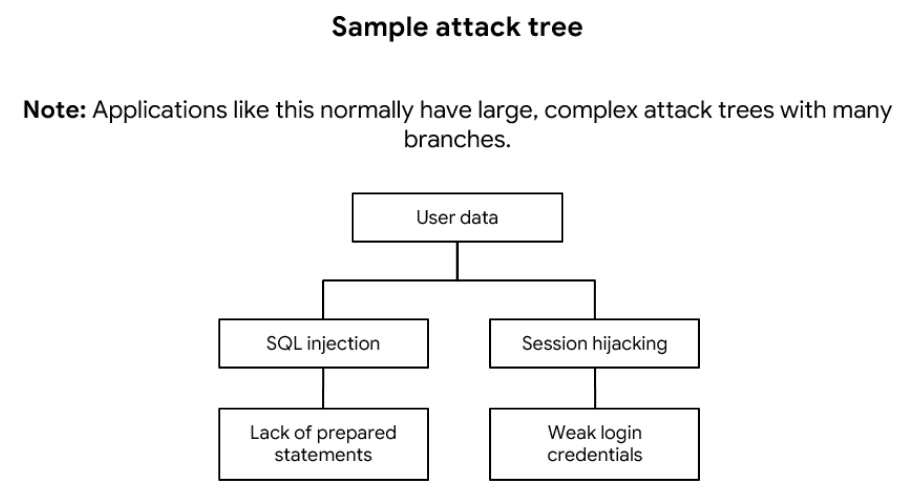 Sample attack tree
Note: Applications like this normally have large, complex attack trees with many
branches.
User data
SQL injection
Session hijacking
Lack of prepared
statements
Weak login
credentials